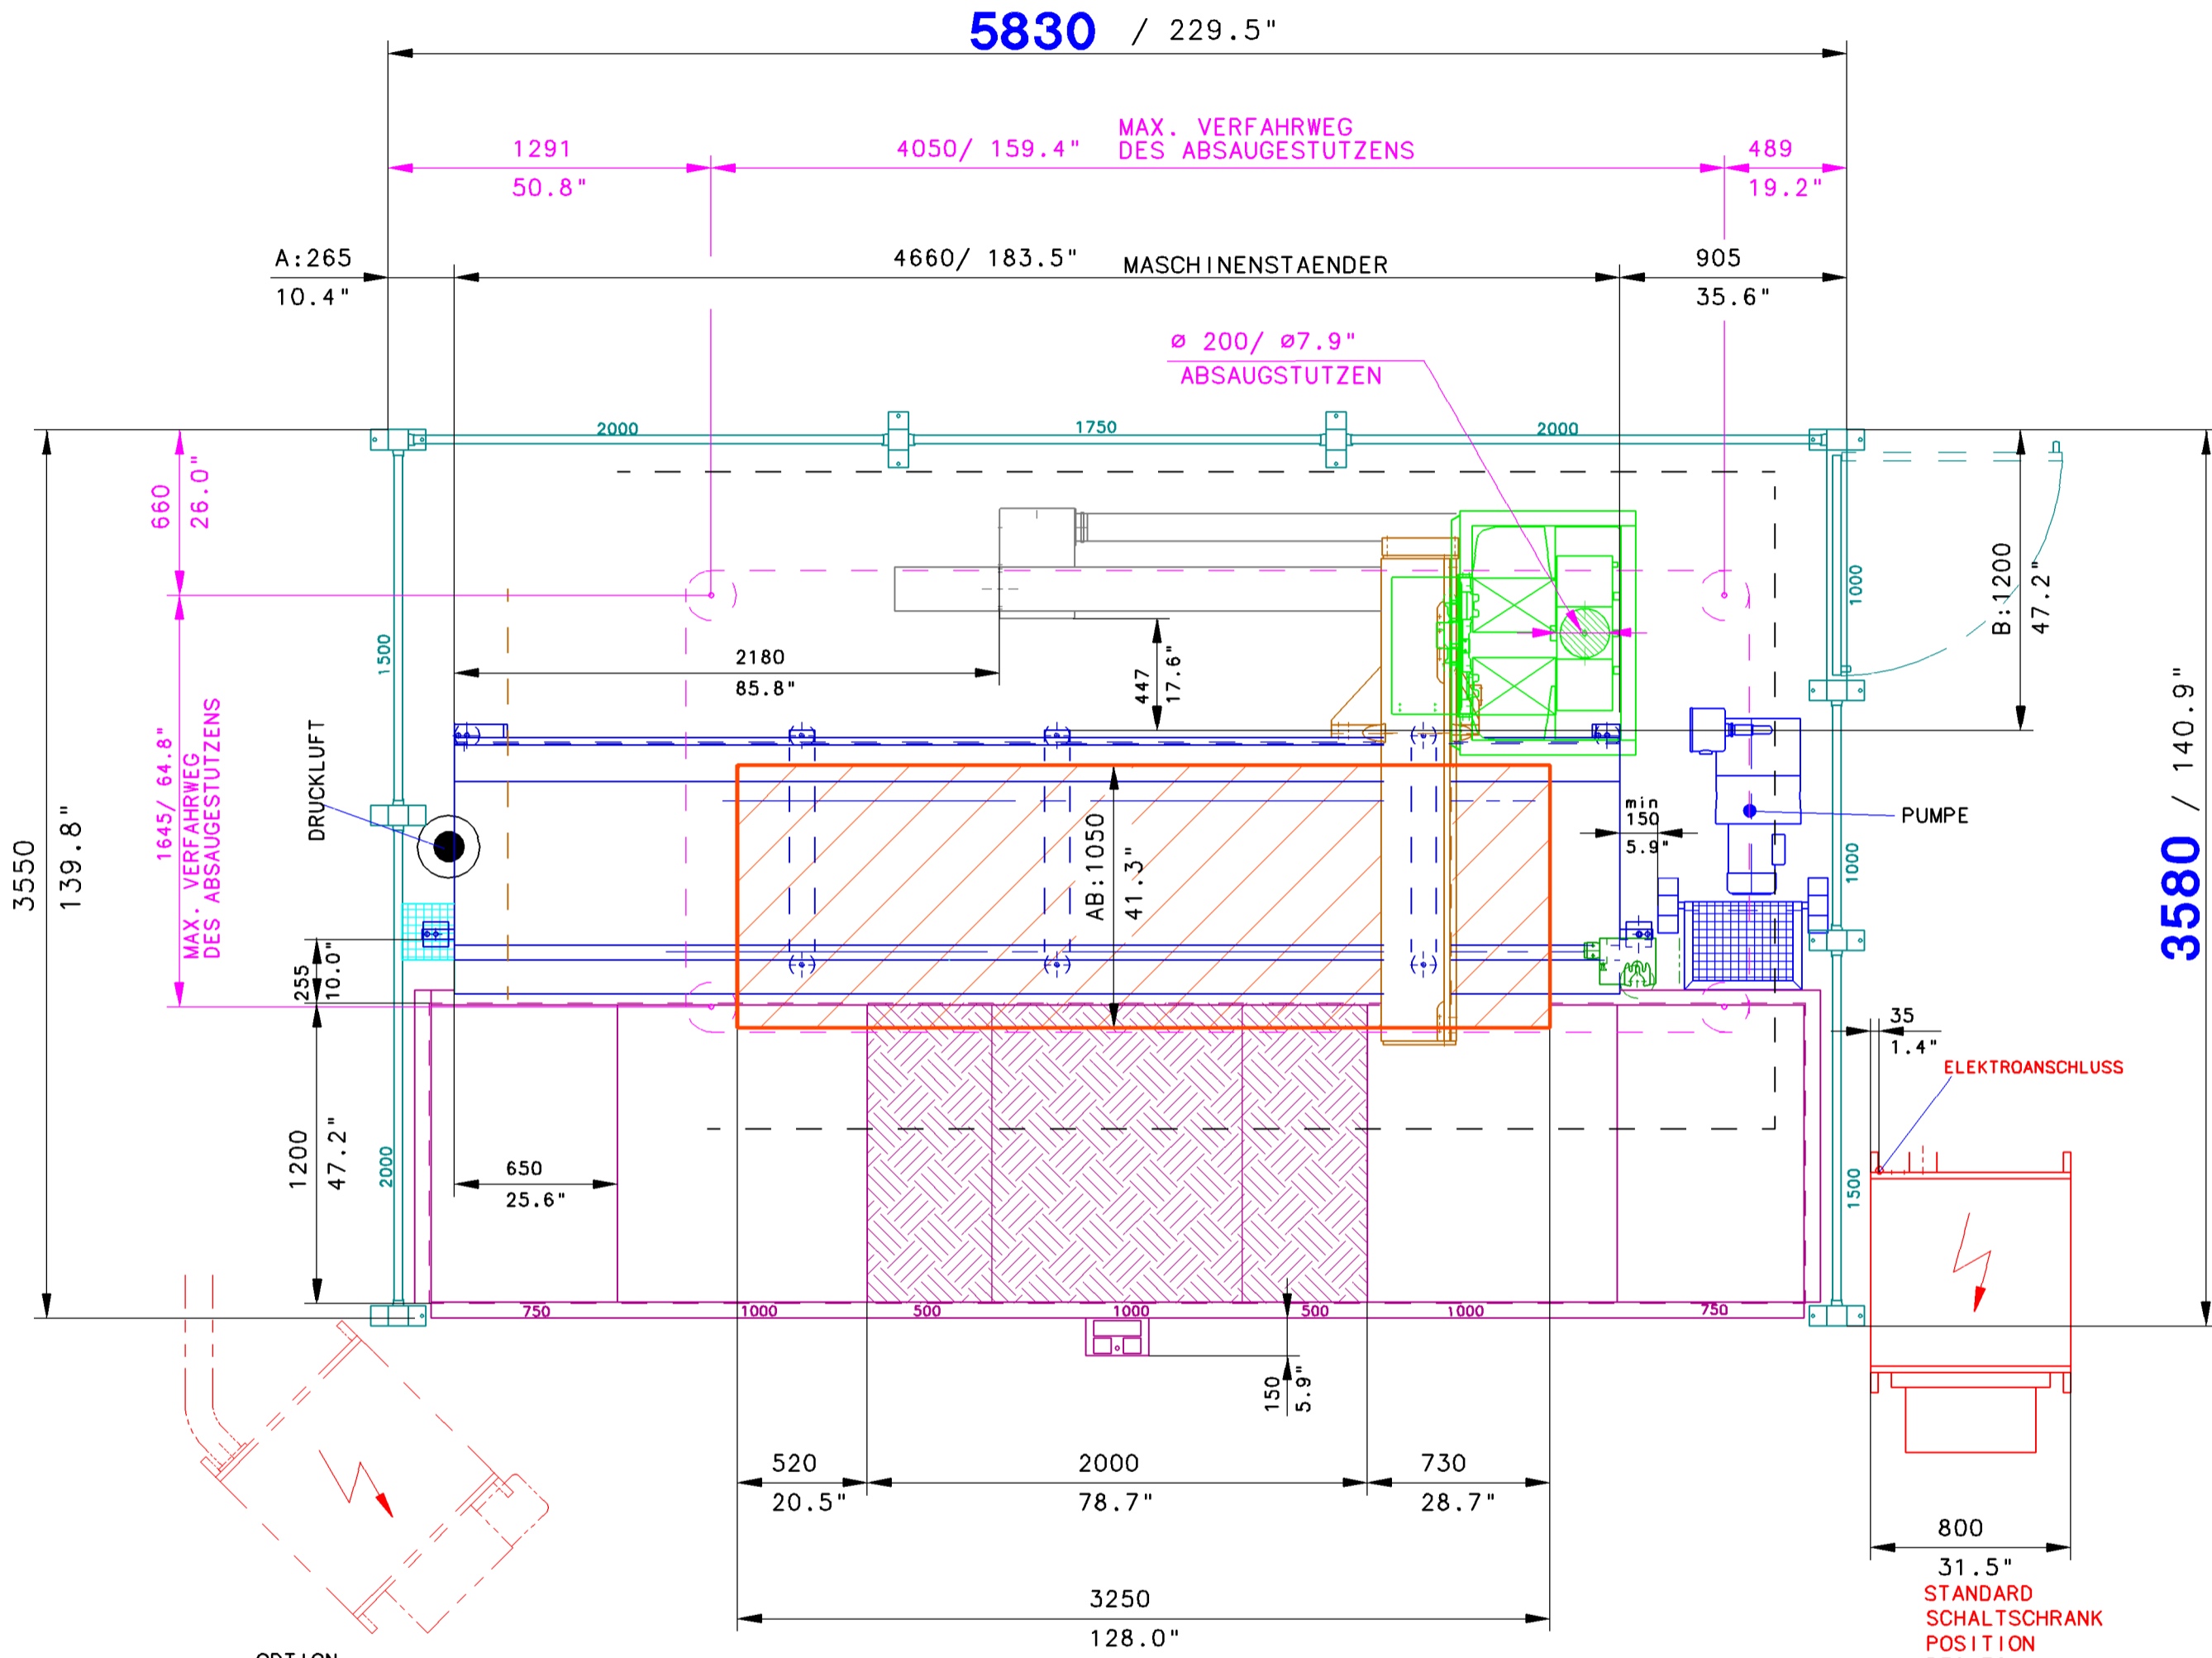 5830 / 229.5"
MAX. VERFAHRWEG
DES ABSAUGESTUTZENS
1291
50.8"
4050/ 159.4"
489
19.2"
A:265
10.4"
4660/ 183.5" MASCHINENSTAENDER
905
35.6"
ø 200/ ø7.9"
ABSAUGSTUTZEN
2000
1750
2000
660
26.0"
1500
1000
B:1200
47.2"
2180
85.8"
447
17.6"
3550
139.8"
1645/ 64.8"
MAX. VERFAHRWEG
DES ABSAUGESTUTZENS
DRUCKLUFT
AB:1050
41.3"
min
150
5.9"
PUMPE
1000
3580 / 140.9"
255
10.0"
35
1.4"
ELEKTROANSCHLUSS
1200
47.2"
2000
650
25.6"
1500
750
1000
500
1000
500
1000
750
150
5.9"
520
20.5"
2000
78.7"
730
28.7"
800
31.5"
STANDARD
SCHALTSCHRANK
POSITION
3250
128.0"
OPTION